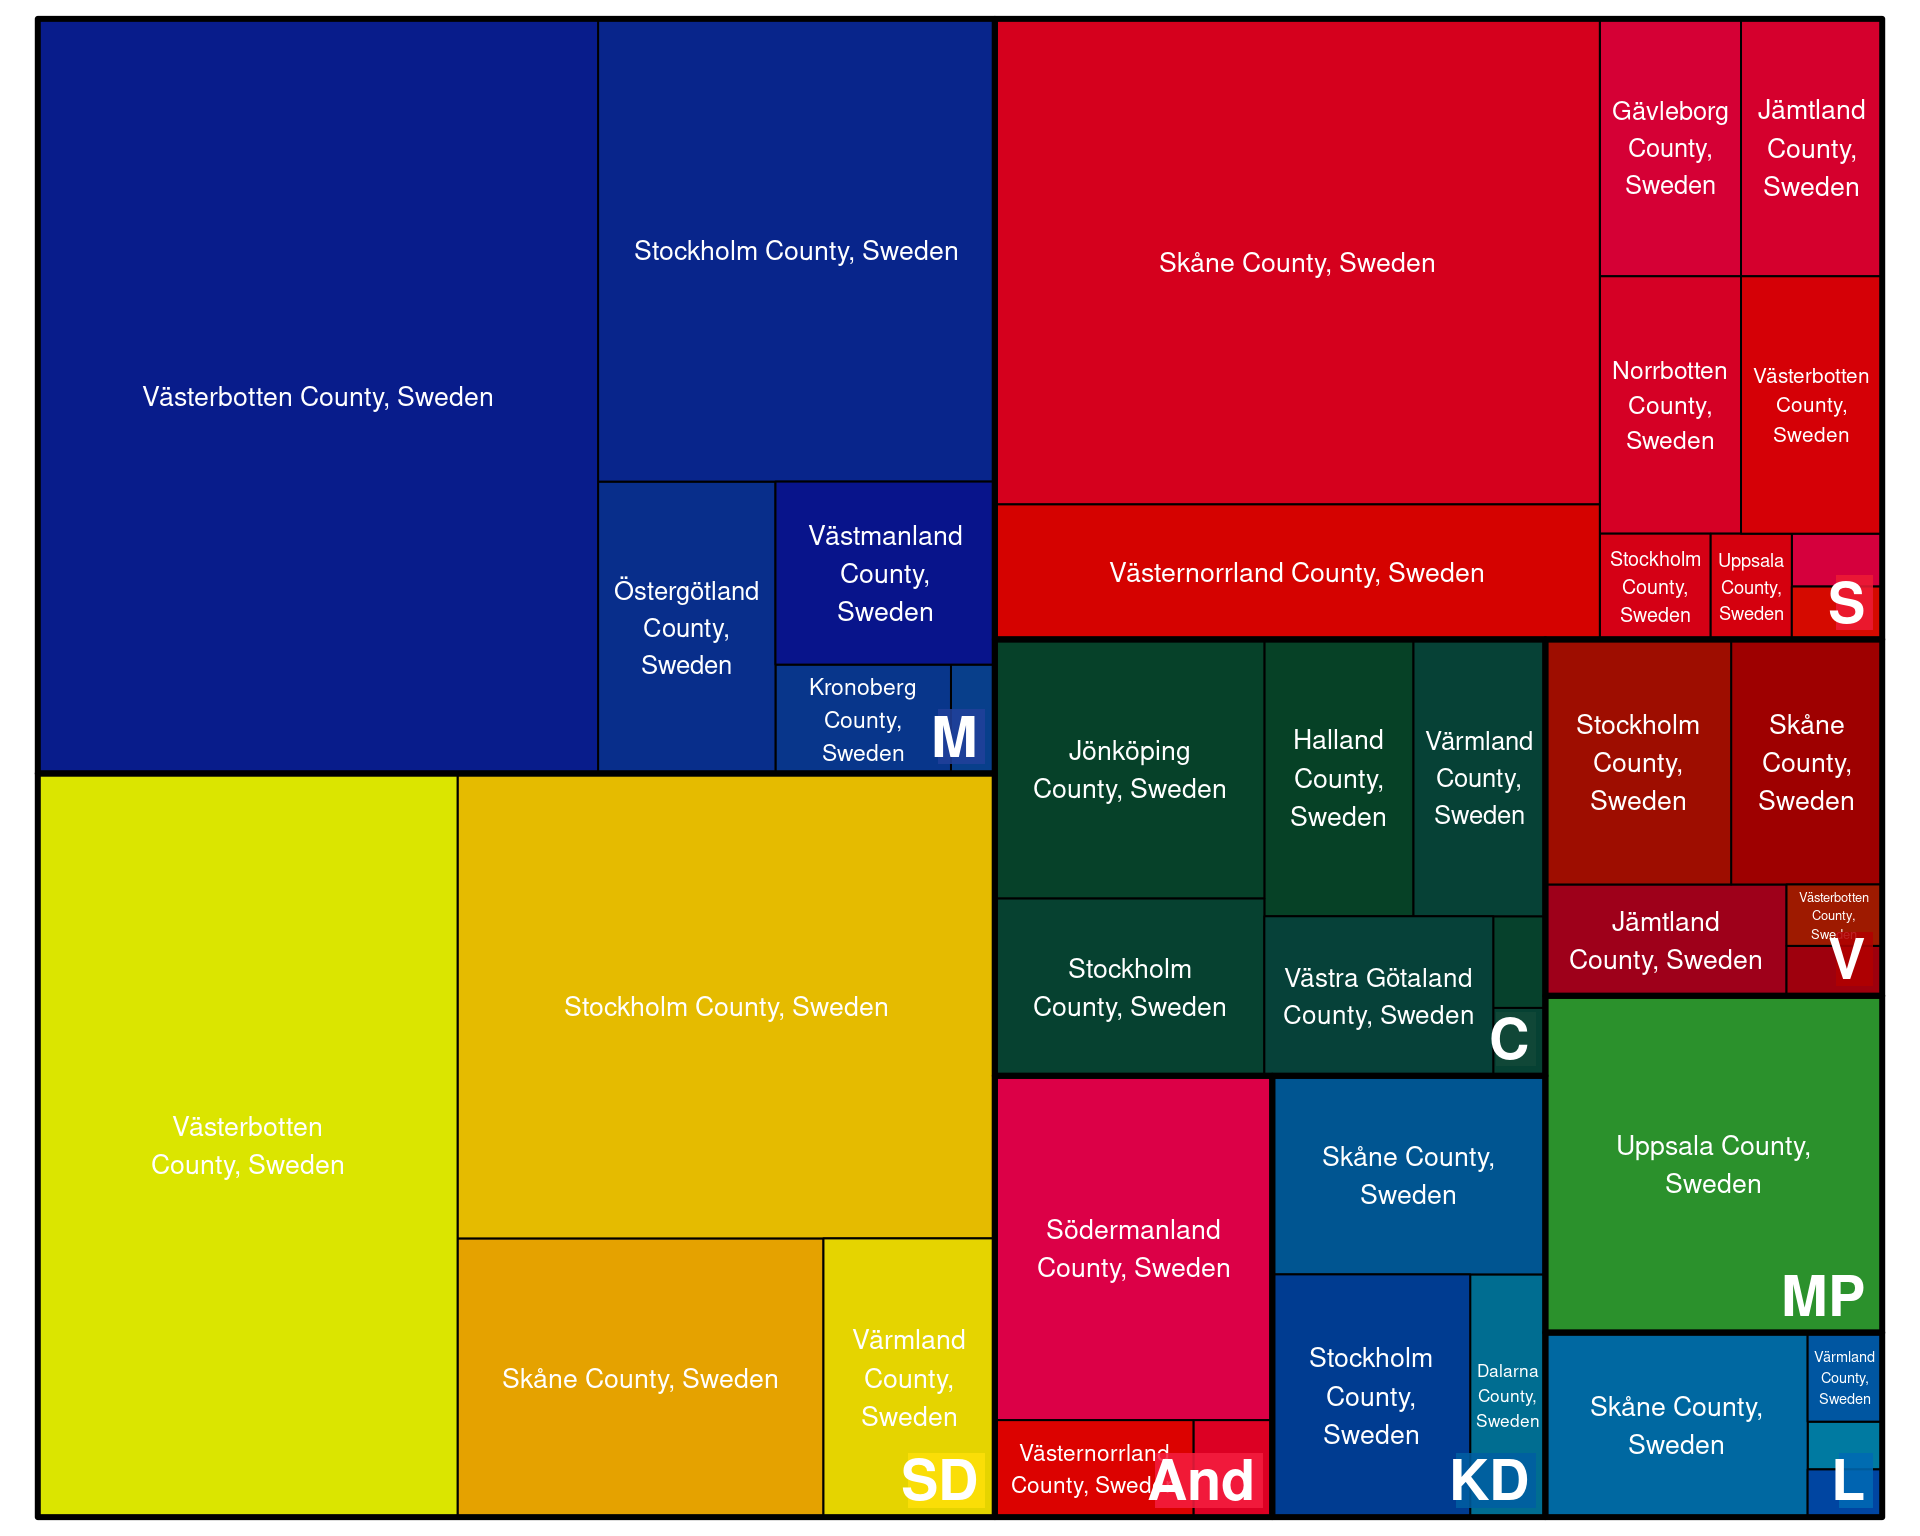 Västerbotten County, Sweden
Stockholm County, Sweden
Östergötland
County,
Sweden
Västmanland
County,
Sweden
Kronoberg
County,
Sweden
M
Skåne County, Sweden
Västernorrland County, Sweden
Gävleborg
County,
Sweden
Jämtland
County,
Sweden
Norrbotten
County,
Sweden
Västerbotten
County,
Sweden
Stockholm
County,
Sweden
Uppsala
County,
Sweden
S
Västerbotten
County, Sweden
Stockholm County, Sweden
Skåne County, Sweden
Värmland
County,
Sweden
SD
Jönköping
County, Sweden
Stockholm
County, Sweden
Halland
County,
Sweden
Värmland
County,
Sweden
Västra Götaland
County, Sweden
C
Stockholm
County,
Sweden
Skåne
County,
Sweden
Jämtland
County, Sweden
Västerbotten
County,
Sweden
V
Södermanland
County, Sweden
Västernorrland
County, Sweden
And
Skåne County,
Sweden
Stockholm
County,
Sweden
Dalarna
County,
Sweden
KD
Uppsala County,
Sweden
MP
Skåne County,
Sweden
Värmland
County,
Sweden
L